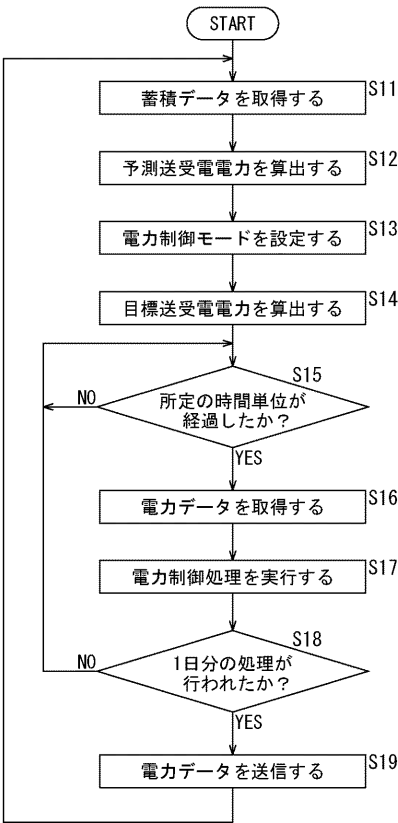 START
蓄積データを取得する
S11
予測送受電電力を算出する
S12
電力制御モードを設定する
S13
目標送受電電力を算出する
S14
S15
所定の時間単位が
経過したか？
NO
YES
電力データを取得する
S16
電力制御処理を実行する
S17
S18
1日分の処理が
行われたか？
NO
YES
電力データを送信する
S19